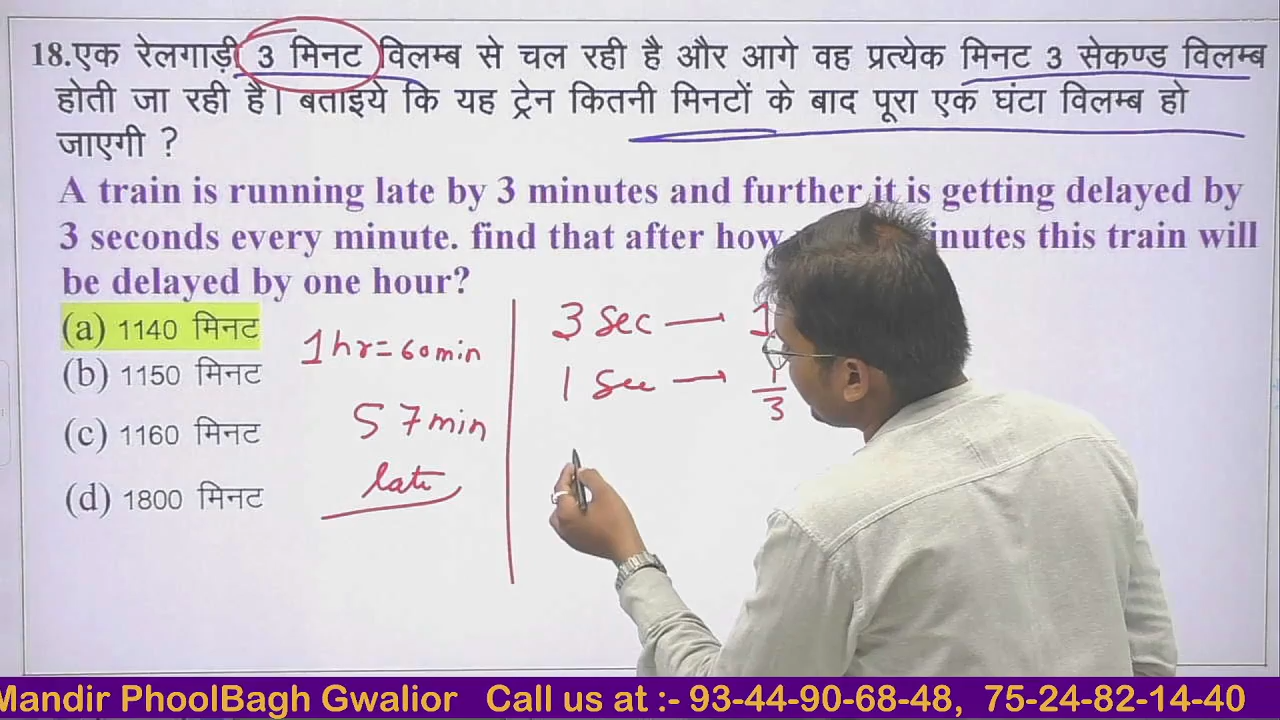 18.एक रेलगाड़ी 3 मिनट विलम्ब से चल रही है और आगे वह प्रत्येक मिनट 3 सेकण्ड विलम्ब
होती जा रही है। बताइये कि यह ट्रेन कितनी मिनटों के बाद पूरा एक घंटा विलम्ब हो
जाएगी ?
A train is running late by 3 minutes and further it is getting delayed by
3 seconds every minute. find that after how inutes this train will
be delayed by one hour?
(a) 1140 मिनट
(b) 1150 मिनट
(c) 1160 मिनट
(d) 1800 मिनट
1hr=60min
57min
late
3 sec → 1
1 sec → 1/3
Mandir PhoolBagh Gwalior Call us at :- 93-44-90-68-48, 75-24-82-14-40